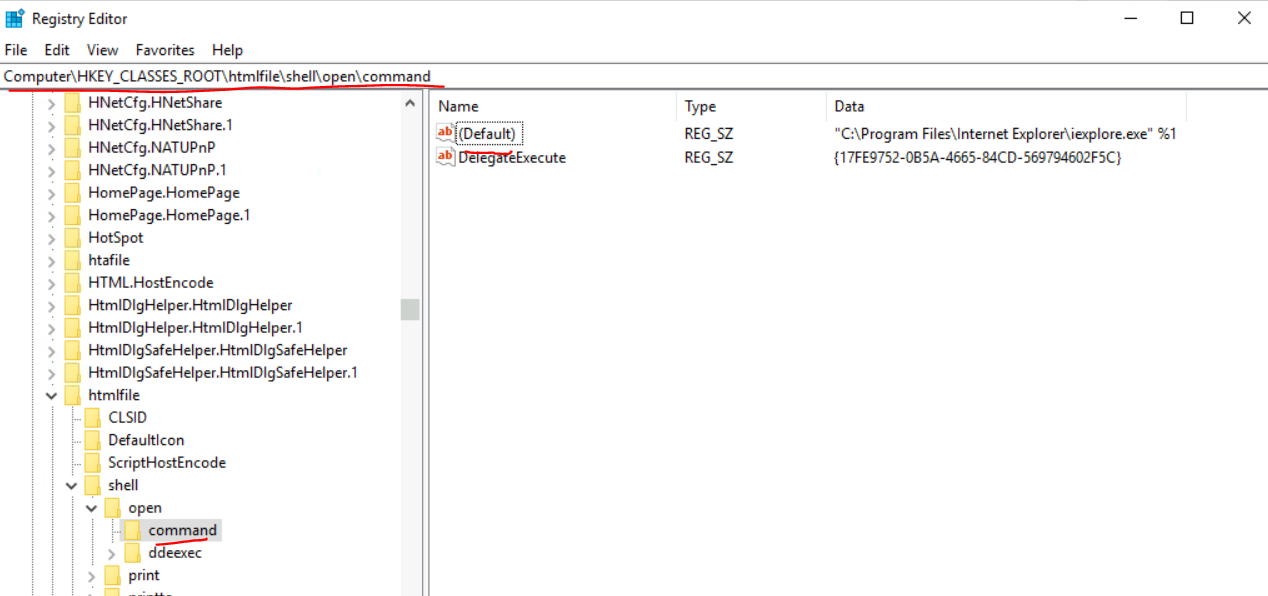 Registry Editor
File Edit View Favorites Help
Computer\HKEY_CLASSES_ROOT\htmlfile\shell\open\command
HNetCfg.HNetShare
HNetCfg.HNetShare.1
HNetCfg.NATUPnP
HNetCfg.NATUPnP.1
HomePage.HomePage
HomePage.HomePage.1
HotSpot
htafile
HTML.HostEncode
HtmlDlgHelper.HtmlDlgHelper
HtmlDlgHelper.HtmlDlgHelper.1
HtmlDlgSafeHelper.HtmlDlgSafeHelper
HtmlDlgSafeHelper.HtmlDlgSafeHelper.1
htmlfile
CLSID
DefaultIcon
ScriptHostEncode
shell
open
command
ddeexec
print
Name Type Data
ab (Default) REG_SZ "C:\Program Files\Internet Explorer\iexplore.exe" %1
ab DelegateExecute REG_SZ {17FE9752-0B5A-4665-84CD-569794602F5C}